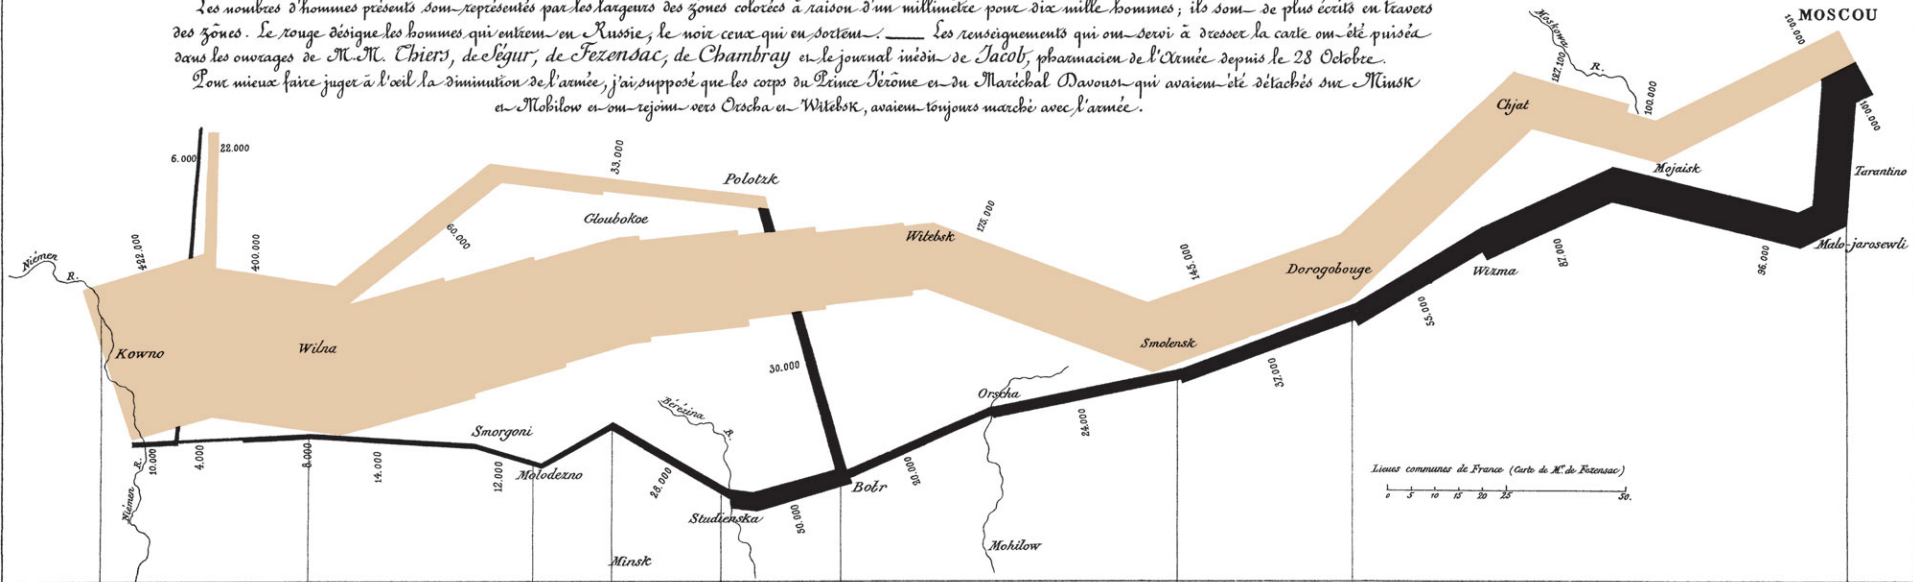 Les nombres d'hommes présents sont représentés par les largeurs des zones colorées à raison d'un millimètre pour dix mille hommes; ils sont de plus écrits en travers
des zônes. Le rouge désigne les hommes qui entrent en Russie, le noir ceux qui en sortent. ____ Les renseignements qui ont servi à dresser la carte ont été puisés
dans les ouvrages de M.M. Thiers, de Ségur, de Fezensac, de Chambray et le journal inédit de Jacob, pharmacien de l'Armée depuis le 28 Octobre.
Pour mieux faire juger à l'œil la diminution de l'armée, j'ai supposé que les corps du Prince Jérôme et du Maréchal Davoust qui avaient été détachés sur Minsk
et Mohilow et ont rejoint vers Orscha et Witebsk, avaient toujours marché avec l'armée.
MOSCOU
100.000
Moskowa
R.
127.100
100.000
Chjat
100.000
Mojaisk
Tarantino
6.000
22.000
33.000
Polotzk
Gloubokoe
60.000
Witebsk
175.000
422.000
400.000
Niémen
R.
145.000
Dorogobouge
Malo-jarosewli
Wizma
87.000
96.000
55.000
Kowno
Wilna
Smolensk
30.000
37.000
Orscha
Bérézina
R.
24.000
Smorgoni
Molodezno
10.000
4.000
8.000
14.000
12.000
28.000
20.000
Bobr
Studienska
50.000
Niémen
R.
Minsk
Mohilow
Lieues communes de France (Carte de Mr. de Fezensac)
0 5 10 15 20 25 50.